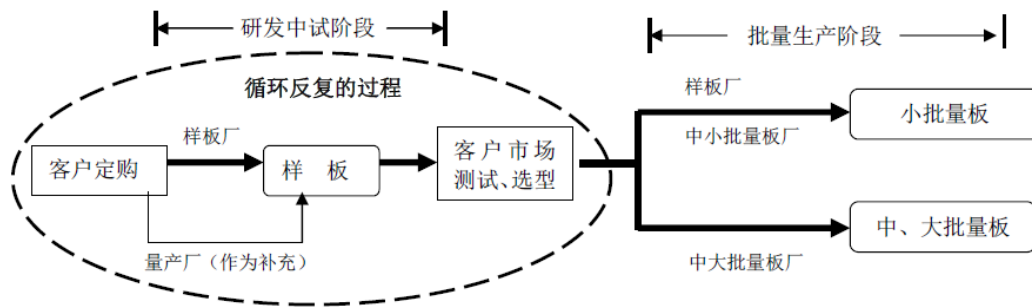 研发中试阶段
批量生产阶段
循环反复的过程
样板厂
样板厂
小批量板
中小批量板厂
客户定购
样 板
客户市场
测试、选型
中、大批量板
量产厂（作为补充）
中大批量板厂